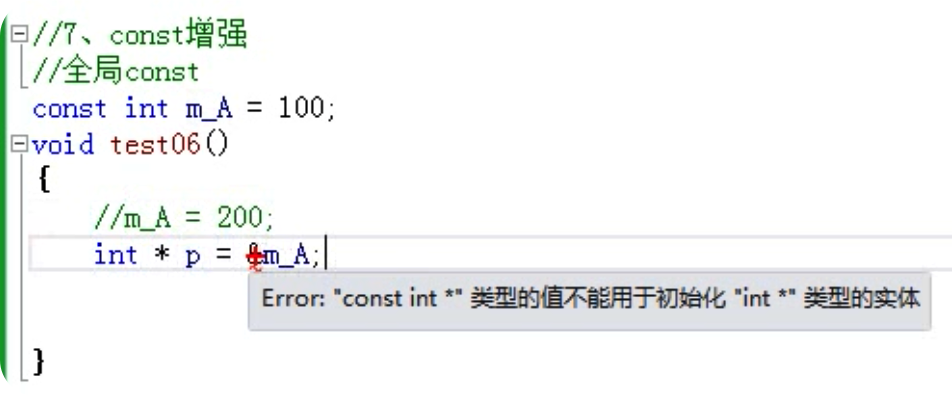 //7、const增强
//全局const
const int m_A = 100;
void test06()
{
//m_A = 200;
int * p = &m_A;
Error: "const int *" 类型的值不能用于初始化 "int *" 类型的实体
}